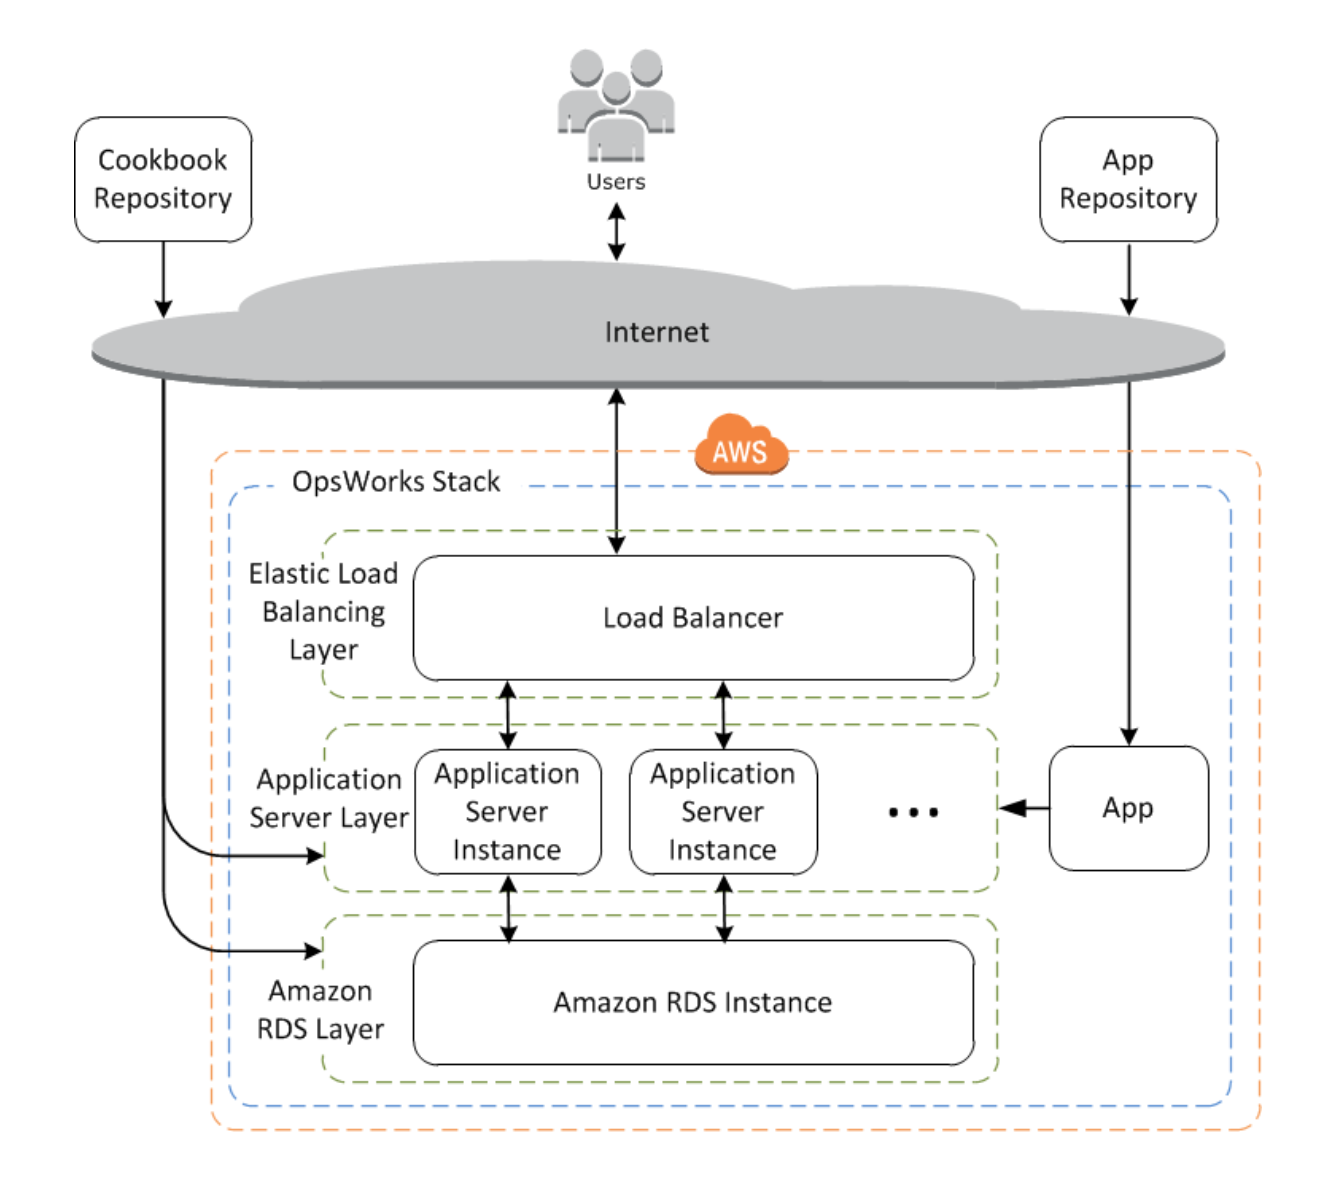 Users
Cookbook
Repository
App
Repository
Internet
AWS
OpsWorks Stack
Elastic Load
Balancing
Layer
Load Balancer
Application
Server Layer
Application
Server
Instance
Application
Server
Instance
...
App
Amazon
RDS Layer
Amazon RDS Instance